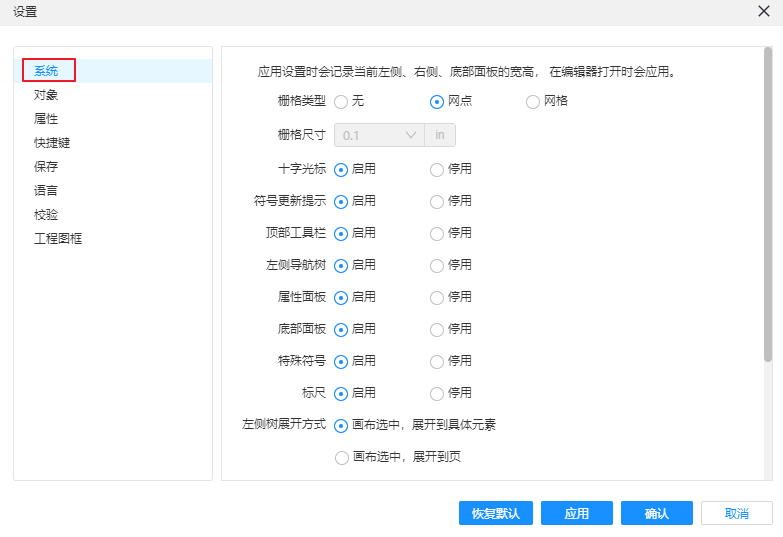 设置
系统
对象
属性
快捷键
保存
语言
校验
工程图框
应用设置时会记录当前左侧、右侧、底部面板的宽高， 在编辑器打开时会应用。
栅格类型 无 网点 网格
栅格尺寸 0.1 in
十字光标 启用 停用
符号更新提示 启用 停用
顶部工具栏 启用 停用
左侧导航树 启用 停用
属性面板 启用 停用
底部面板 启用 停用
特殊符号 启用 停用
标尺 启用 停用
左侧树展开方式 画布选中，展开到具体元素
画布选中，展开到页
恢复默认 应用 确认 取消